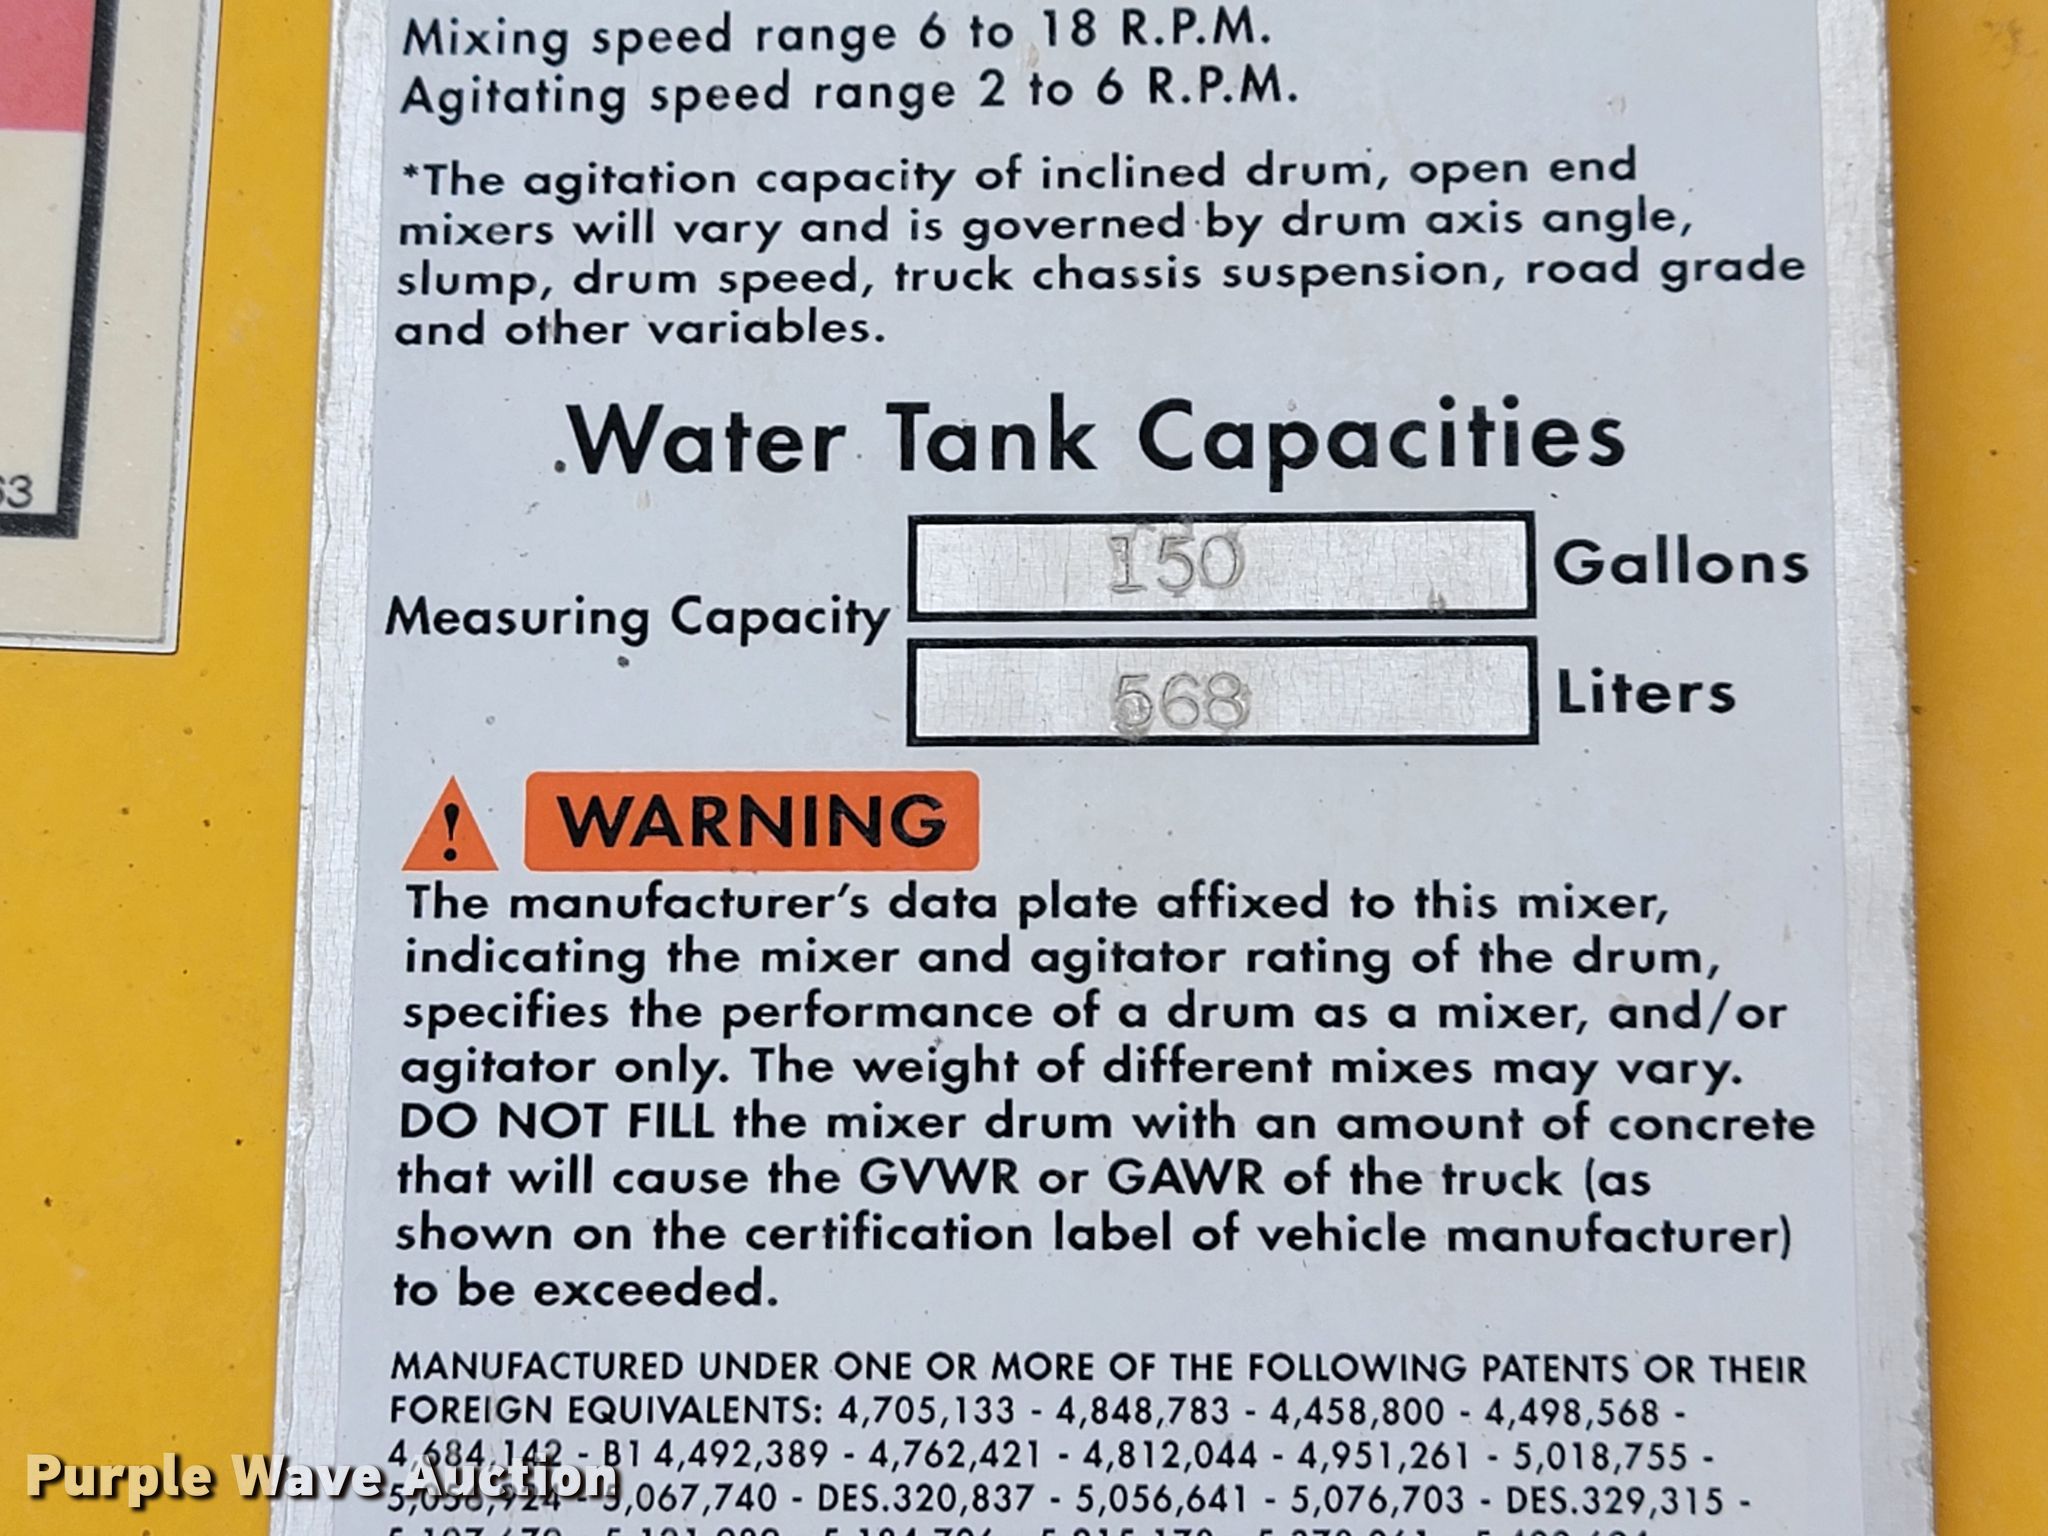 Mixing speed range 6 to 18 R.P.M.
Agitating speed range 2 to 6 R.P.M.
*The agitation capacity of inclined drum, open end
mixers will vary and is governed by drum axis angle,
slump, drum speed, truck chassis suspension, road grade
and other variables.
Water Tank Capacities
150 Gallons
Measuring Capacity
568 Liters
! WARNING
The manufacturer's data plate affixed to this mixer,
indicating the mixer and agitator rating of the drum,
specifies the performance of a drum as a mixer, and/or
agitator only. The weight of different mixes may vary.
DO NOT FILL the mixer drum with an amount of concrete
that will cause the GVWR or GAWR of the truck (as
shown on the certification label of vehicle manufacturer)
to be exceeded.
MANUFACTURED UNDER ONE OR MORE OF THE FOLLOWING PATENTS OR THEIR
FOREIGN EQUIVALENTS: 4,705,133 - 4,848,783 - 4,458,800 - 4,498,568 -
4,684,142 - B1 4,492,389 - 4,762,421 - 4,812,044 - 4,951,261 - 5,018,755 -
5,067,740 - DES.320,837 - 5,056,641 - 5,076,703 - DES.329,315 -
Purple Wave Auction